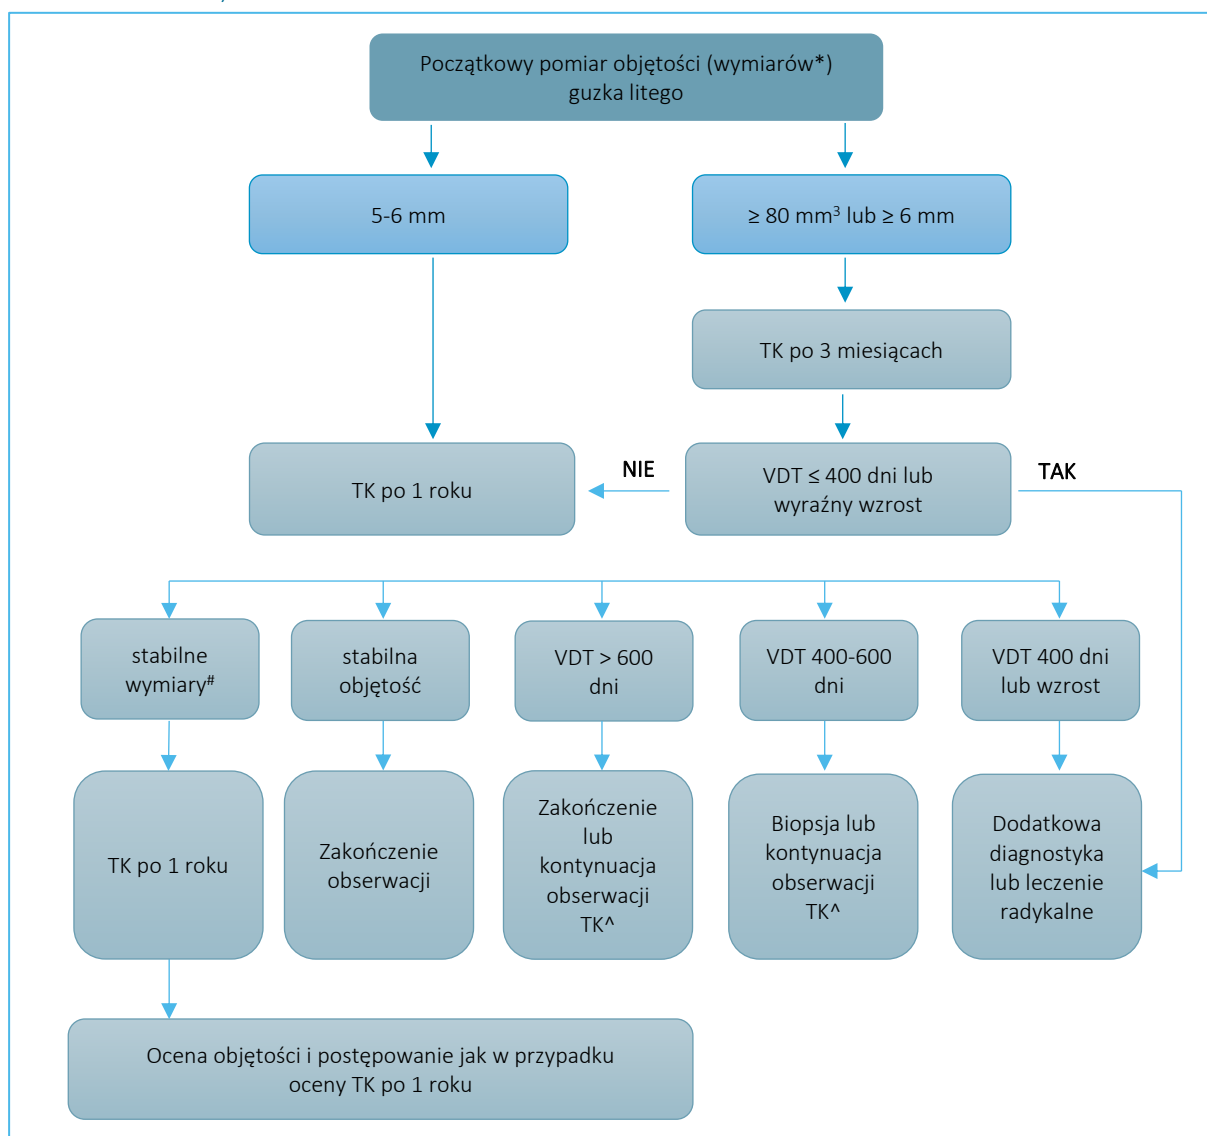 Początkowy pomiar objętości (wymiarów*)
guzka litego
5-6 mm
≥ 80 mm³ lub ≥ 6 mm
TK po 3 miesiącach
TK po 1 roku
NIE
VDT ≤ 400 dni lub
wyraźny wzrost
TAK
stabilne
wymiary#
stabilna
objętość
VDT > 600
dni
VDT 400-600
dni
VDT 400 dni
lub wzrost
TK po 1 roku
Zakończenie
obserwacji
Zakończenie
lub
kontynuacja
obserwacji
TK^
Biopsja lub
kontynuacja
obserwacji
TK^
Dodatkowa
diagnostyka
lub leczenie
radykalne
Ocena objętości i postępowanie jak w przypadku
oceny TK po 1 roku